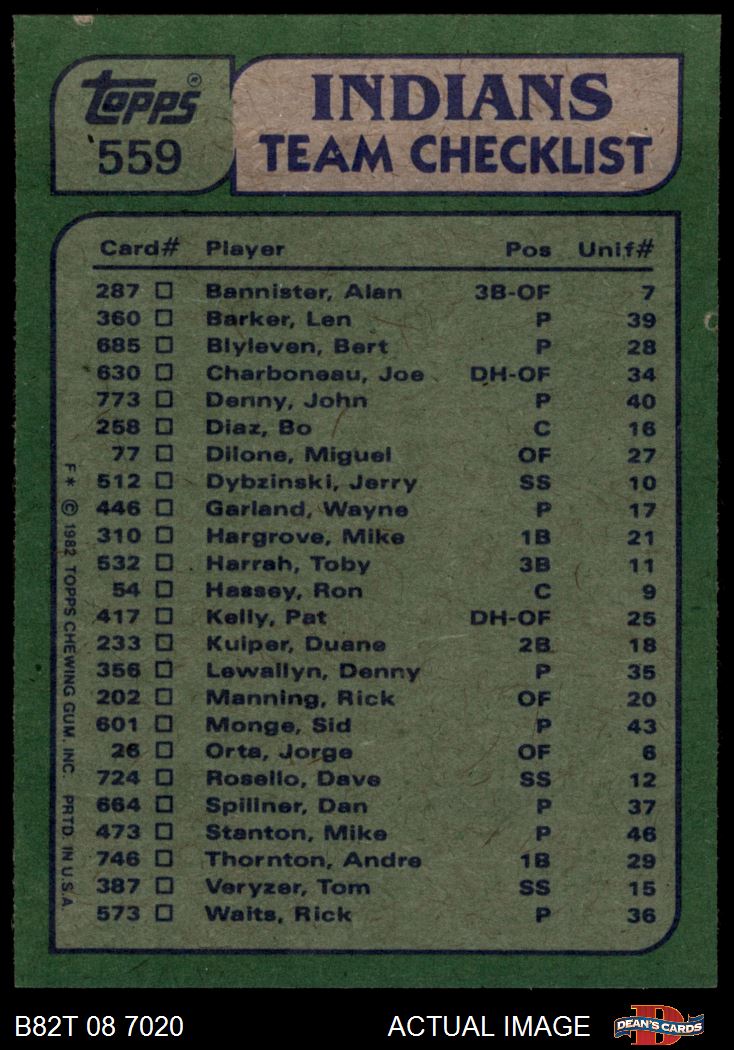 TOPPS ®
559
INDIANS
TEAM CHECKLIST
Card# Player Pos Unif#
287 Bannister, Alan 3B-OF 7
360 Barker, Len P 39
685 Blyleven, Bert P 28
630 Charboneau, Joe DH-OF 34
773 Denny, John P 40
258 Diaz, Bo C 16
77 Dilone, Miguel OF 27
512 Dybzinski, Jerry SS 10
446 Garland, Wayne P 17
310 Hargrove, Mike 1B 21
532 Harrah, Toby 3B 11
54 Hassey, Ron C 9
417 Kelly, Pat DH-OF 25
233 Kuiper, Duane 2B 18
356 Lewallyn, Denny P 35
202 Manning, Rick OF 20
601 Monge, Sid P 43
26 Orta, Jorge OF 6
724 Rosello, Dave SS 12
664 Spillner, Dan P 37
473 Stanton, Mike P 46
746 Thornton, Andre 1B 29
387 Veryzer, Tom SS 15
573 Waits, Rick P 36
F* © 1982 TOPPS CHEWING GUM, INC. PRTD. IN U.S.A.
B82T 08 7020 ACTUAL IMAGE
D
DEAN'S CARDS